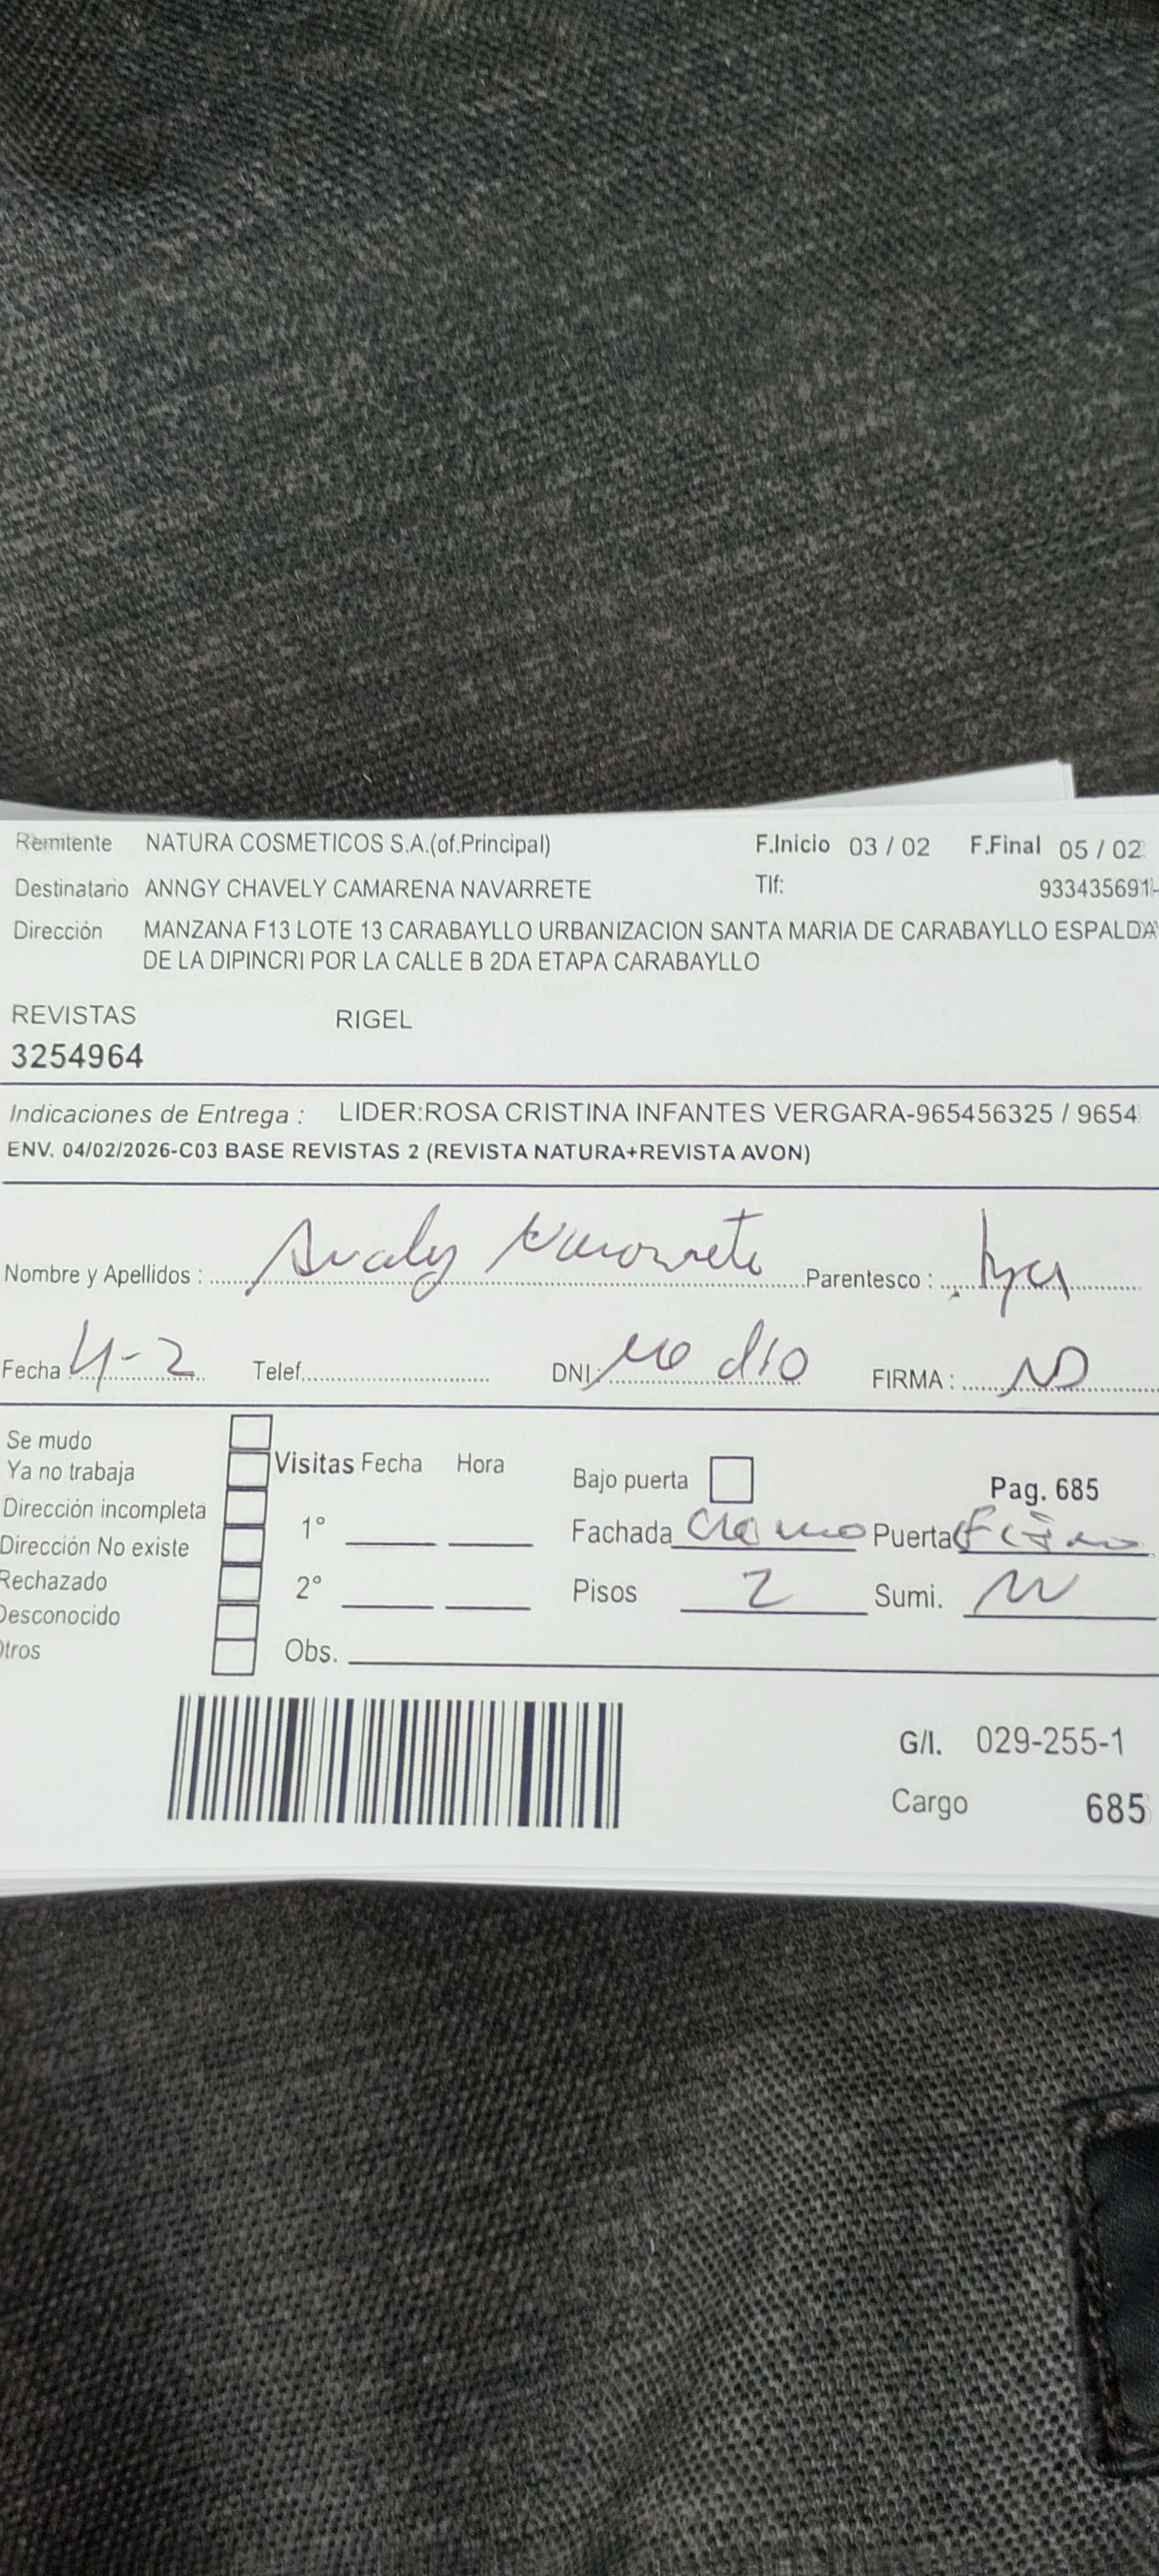 Remitente NATURA COSMETICOS S.A.(of.Principal) F.Inicio 03 / 02 F.Final 05 / 02
Destinatario ANNGY CHAVELY CAMARENA NAVARRETE Tlf: 933435691-
Dirección MANZANA F13 LOTE 13 CARABAYLLO URBANIZACION SANTA MARIA DE CARABAYLLO ESPALDA
DE LA DIPINCRI POR LA CALLE B 2DA ETAPA CARABAYLLO
REVISTAS RIGEL
3254964
Indicaciones de Entrega : LIDER:ROSA CRISTINA INFANTES VERGARA-965456325 / 9654
ENV. 04/02/2026-C03 BASE REVISTAS 2 (REVISTA NATURA+REVISTA AVON)
Nombre y Apellidos : Navarrete Parentesco :
Fecha 4-2 Telef. DNI: no dio FIRMA :
Se mudo
Ya no trabaja Visitas Fecha Hora Bajo puerta Pag. 685
Dirección incompleta 1° Fachada Puerta
Dirección No existe
Rechazado 2° Pisos 2 Sumi.
Desconocido
Otros Obs.
G/I. 029-255-1
Cargo 685